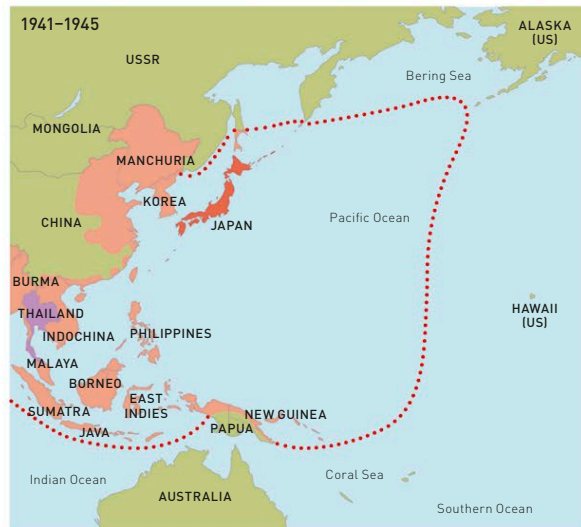 1941–1945
ALASKA
(US)
USSR
Bering Sea
MONGOLIA
MANCHURIA
KOREA
JAPAN
CHINA
Pacific Ocean
BURMA
THAILAND
INDOCHINA
PHILIPPINES
HAWAII
(US)
MALAYA
BORNEO
SUMATRA
EAST
INDIES
JAVA
NEW GUINEA
PAPUA
Indian Ocean
Coral Sea
AUSTRALIA
Southern Ocean